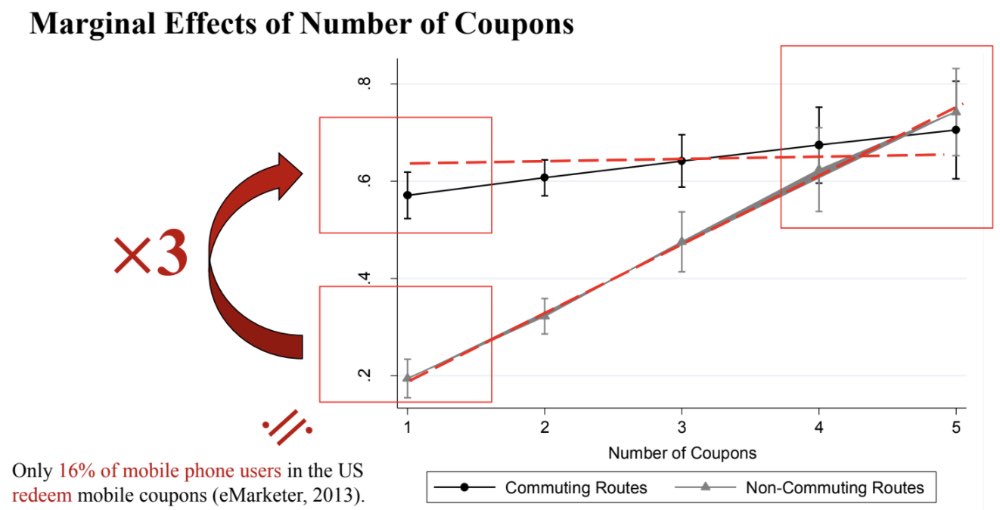 Marginal Effects of Number of Coupons
×3
.8
.6
.4
.2
1 2 3 4 5
Number of Coupons
Commuting Routes Non-Commuting Routes
Only 16% of mobile phone users in the US
redeem mobile coupons (eMarketer, 2013).